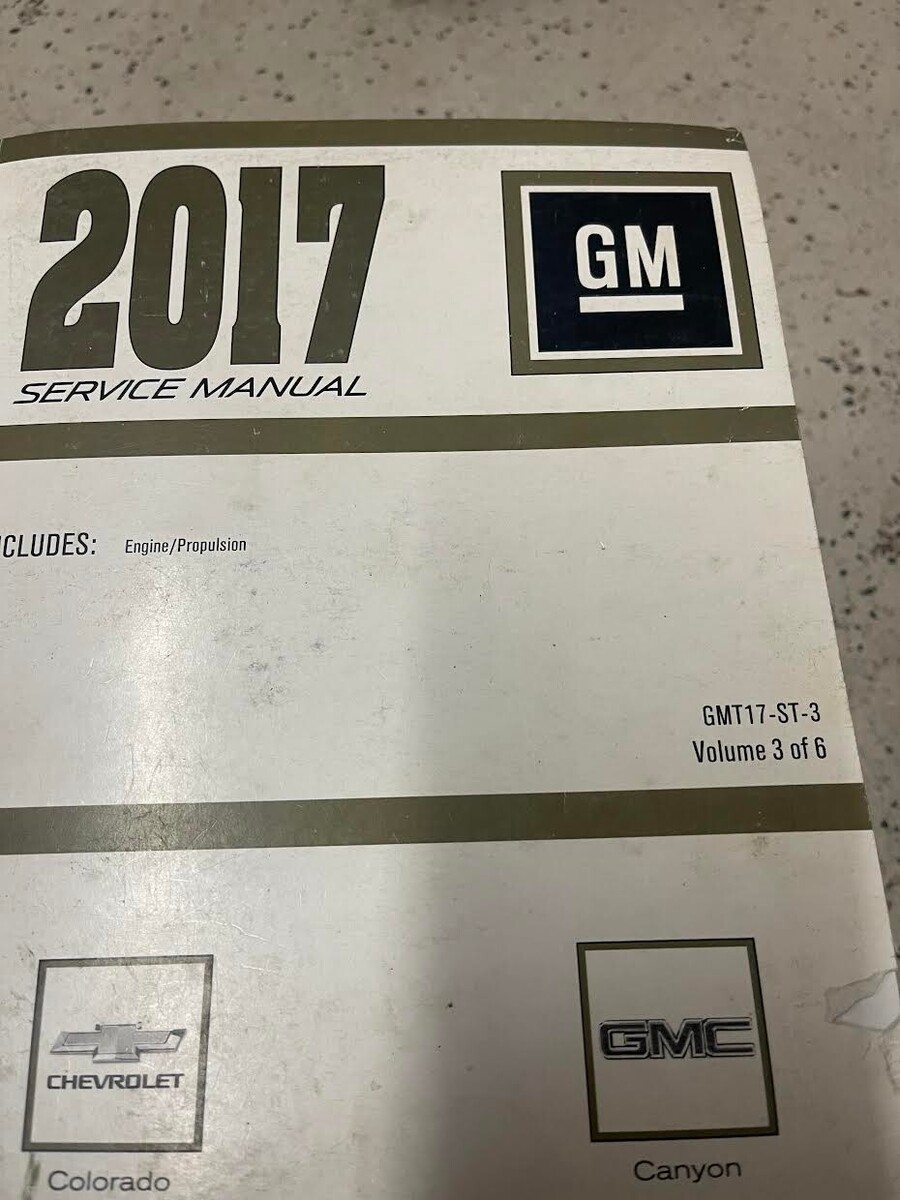 2017
SERVICE MANUAL
GM
CLUDES: Engine/Propulsion
GMT17-ST-3
Volume 3 of 6
CHEVROLET
GMC
Colorado
Canyon